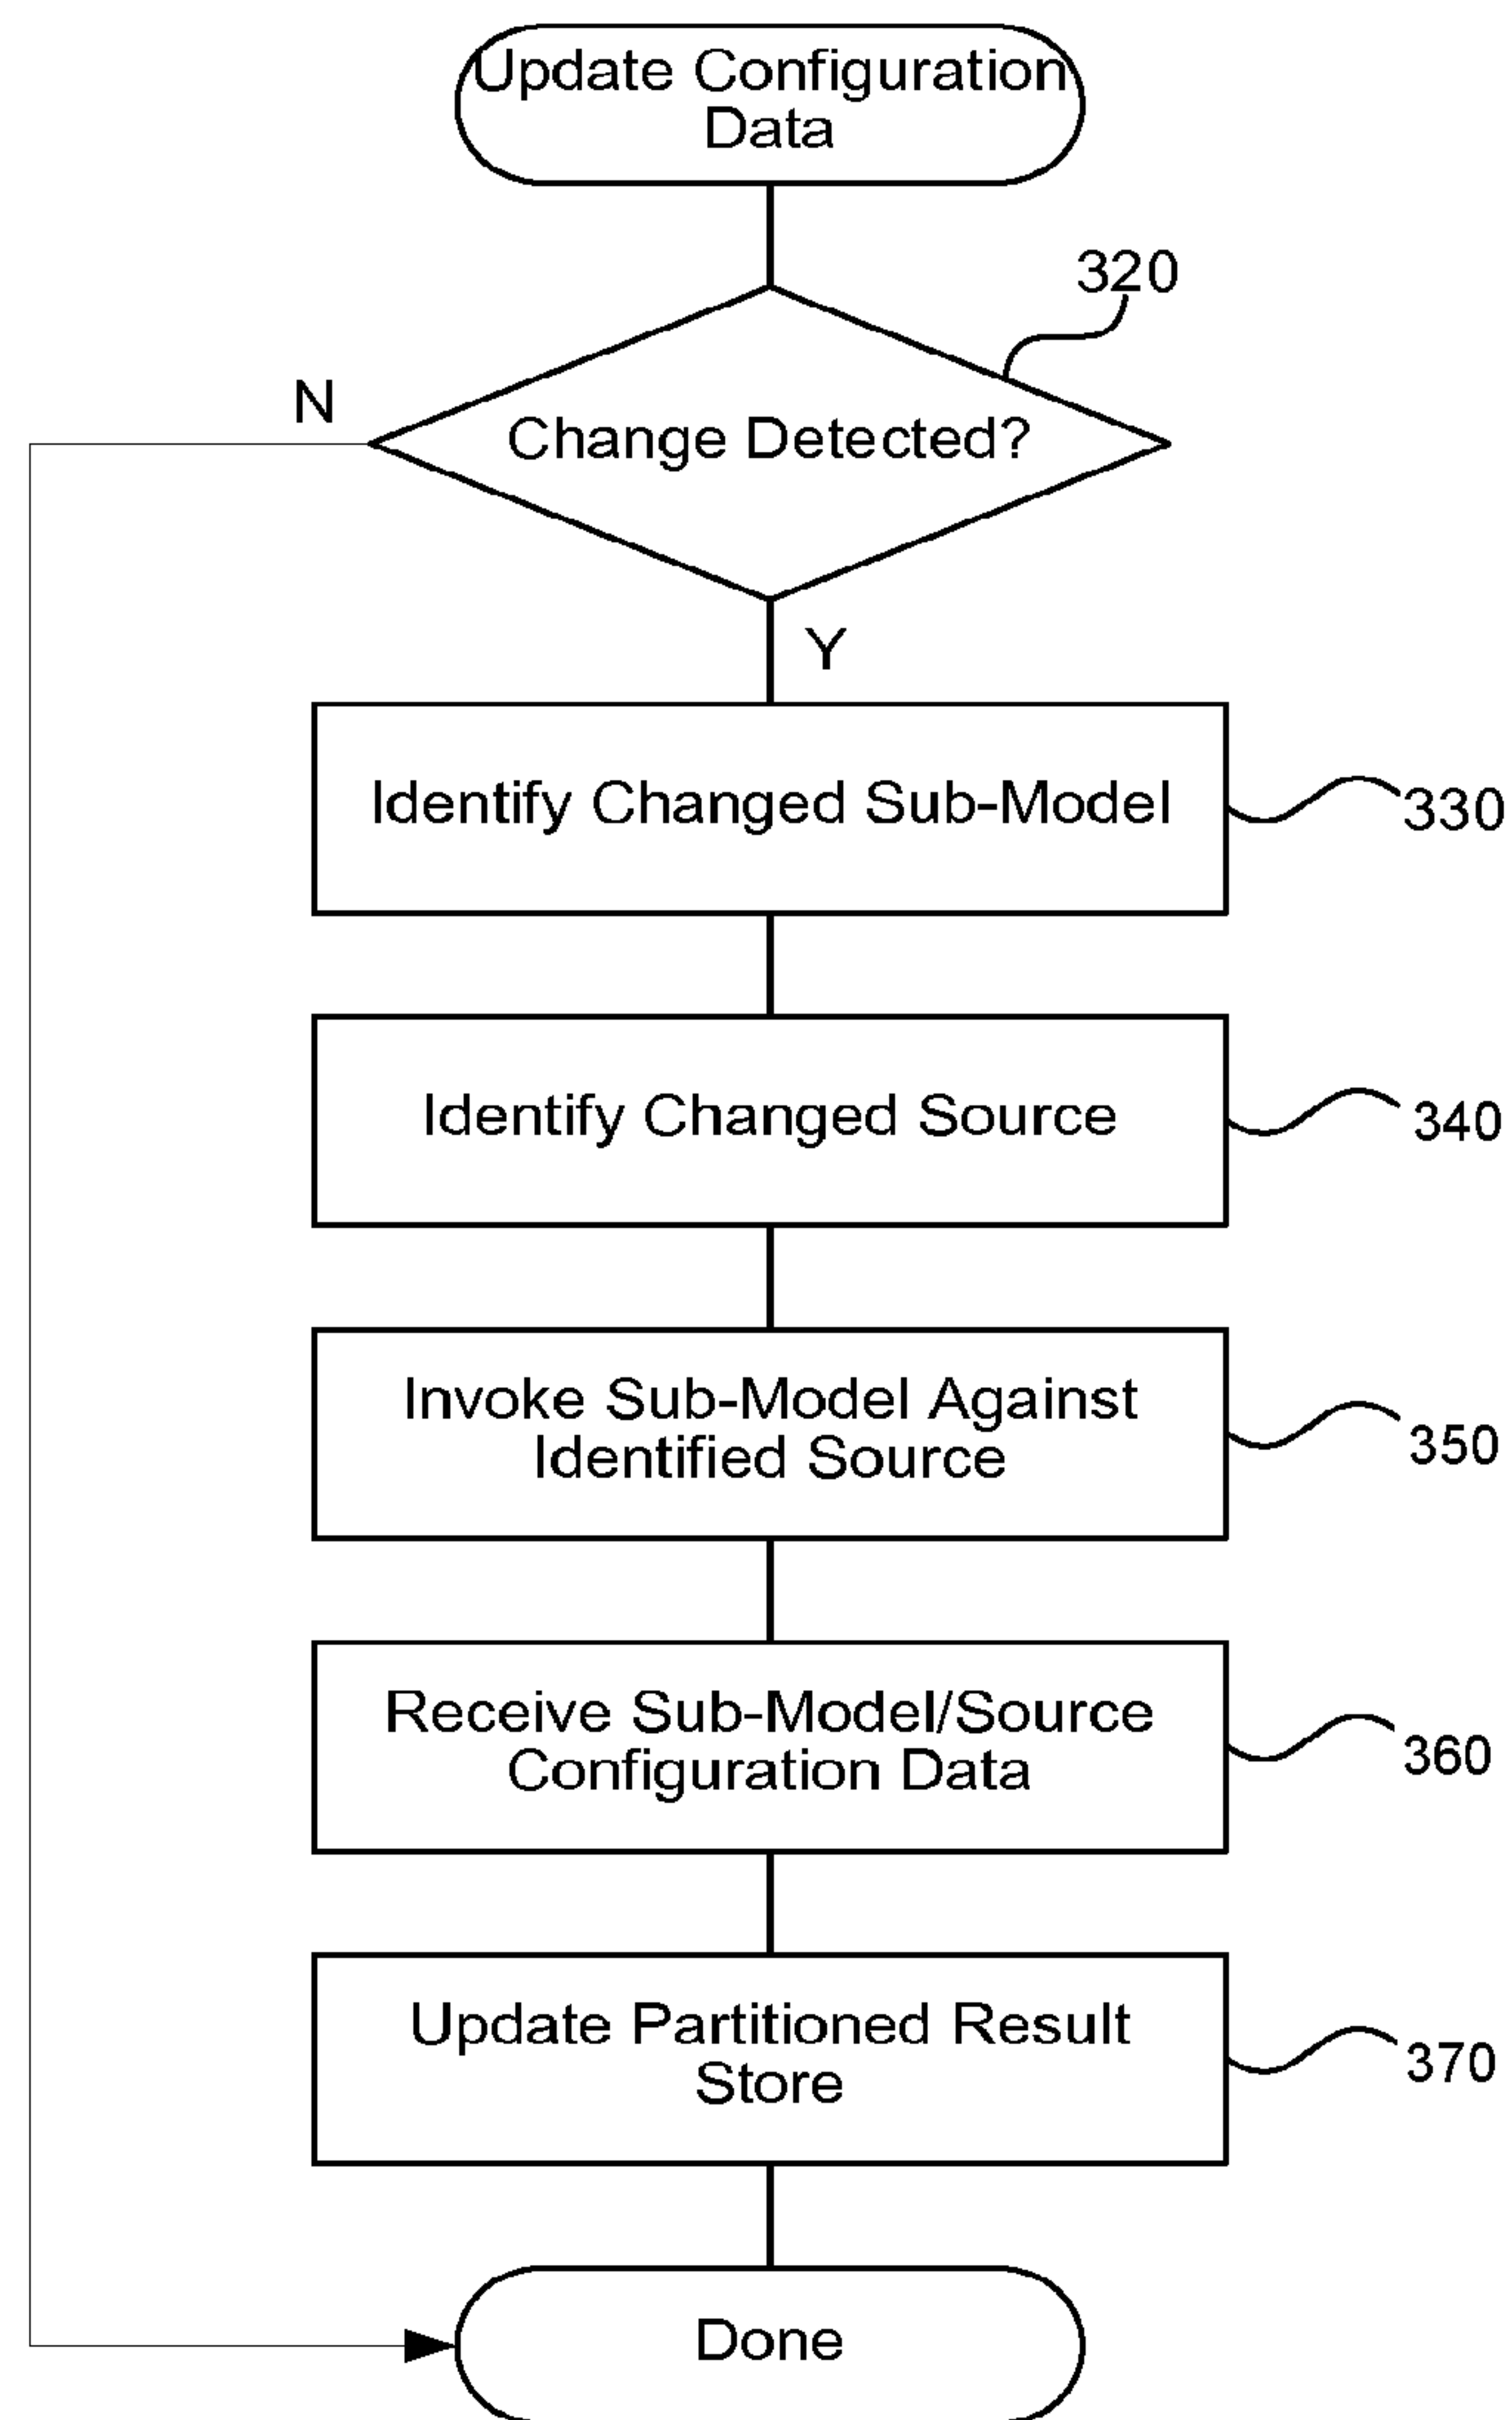 Update Configuration
Data
320
N
Change Detected?
Y
Identify Changed Sub-Model
330
Identify Changed Source
340
Invoke Sub-Model Against
Identified Source
350
Receive Sub-Model/Source
Configuration Data
360
Update Partitioned Result
Store
370
Done